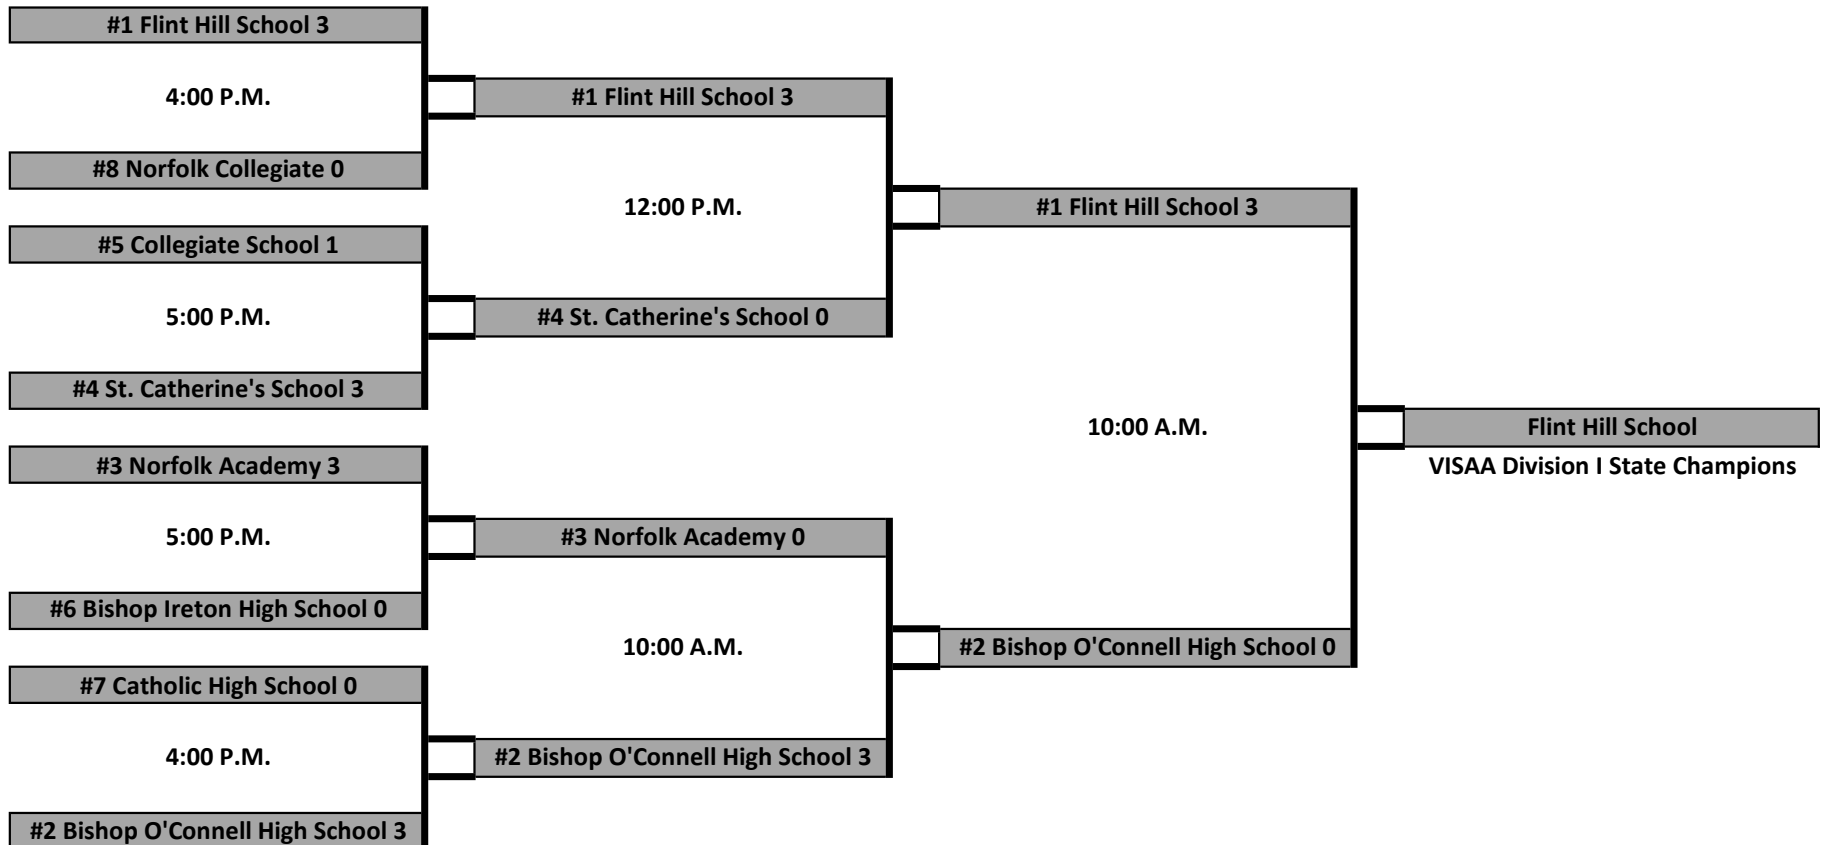 #1 Flint Hill School 3
4:00 P.M.
#8 Norfolk Collegiate 0
#5 Collegiate School 1
5:00 P.M.
#4 St. Catherine's School 3
#3 Norfolk Academy 3
5:00 P.M.
#6 Bishop Ireton High School 0
#7 Catholic High School 0
4:00 P.M.
#2 Bishop O'Connell High School 3
#1 Flint Hill School 3
12:00 P.M.
#4 St. Catherine's School 0
#3 Norfolk Academy 0
10:00 A.M.
#2 Bishop O'Connell High School 3
#1 Flint Hill School 3
10:00 A.M.
#2 Bishop O'Connell High School 0
Flint Hill School
VISAA Division I State Champions